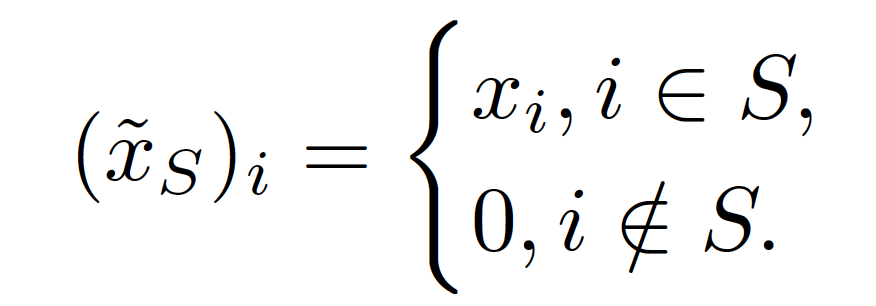 (x̃_S)_i = { x_i, i ∈ S,
0, i ∉ S.